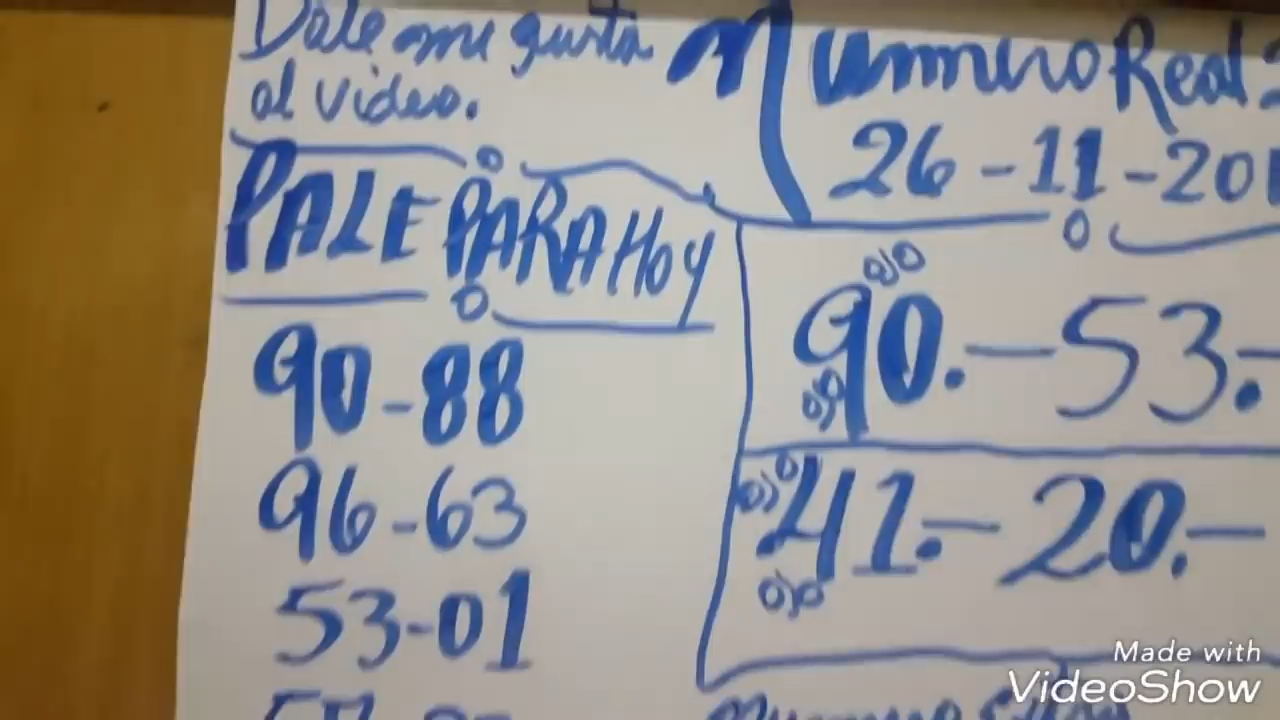 Dale me gusta
al video.
PALE PARA HOY
90-88
96-63
53-01
Nummero Real
26-11-201
90.-53.-
41.-20.-
Made with
VideoShow